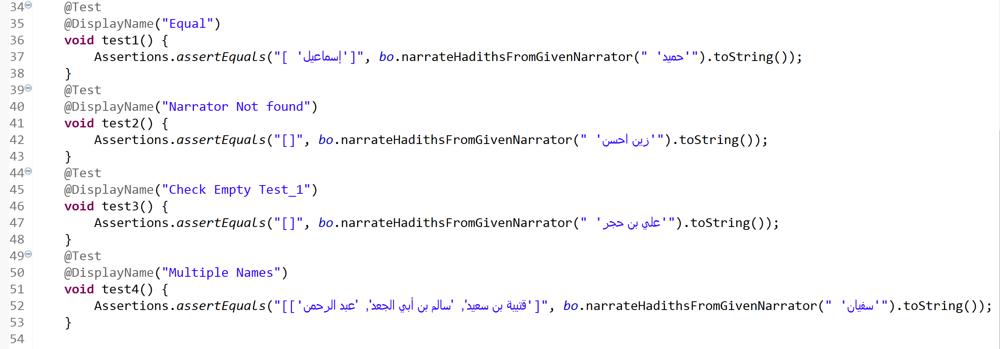 34 @Test
35 @DisplayName("Equal")
36 void test1() {
37 Assertions.assertEquals("[ 'إسماعيل']", bo.narrateHadithsFromGivenNarrator(" 'حميد'").toString());
38 }
39 @Test
40 @DisplayName("Narrator Not found")
41 void test2() {
42 Assertions.assertEquals("[]", bo.narrateHadithsFromGivenNarrator(" 'زين احسن'").toString());
43 }
44 @Test
45 @DisplayName("Check Empty Test_1")
46 void test3() {
47 Assertions.assertEquals("[]", bo.narrateHadithsFromGivenNarrator(" 'علي بن حجر'").toString());
48 }
49 @Test
50 @DisplayName("Multiple Names")
51 void test4() {
52 Assertions.assertEquals("[['قتيبة بن سعيد', 'سالم بن أبي الجعد', 'عبد الرحمن']", bo.narrateHadithsFromGivenNarrator(" 'سفيان'").toString());
53 }
54